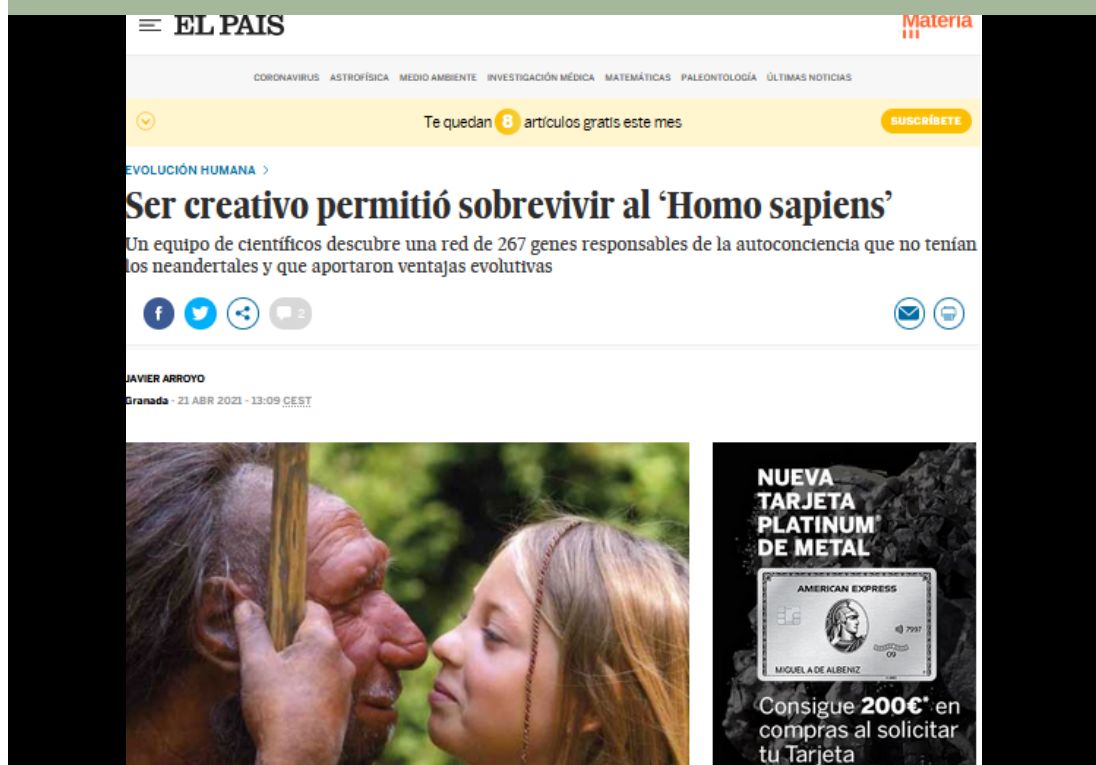 EL PAIS
Materia
CORONAVIRUS ASTROFÍSICA MEDIO AMBIENTE INVESTIGACIÓN MÉDICA MATEMÁTICAS PALEONTOLOGÍA ÚLTIMAS NOTICIAS
Te quedan 8 artículos gratis este mes
SUSCRÍBETE
EVOLUCIÓN HUMANA >
Ser creativo permitió sobrevivir al ‘Homo sapiens’
Un equipo de científicos descubre una red de 267 genes responsables de la autoconciencia que no tenían
los neandertales y que aportaron ventajas evolutivas
2
JAVIER ARROYO
Granada - 21 ABR 2021 - 13:09 CEST
NUEVA
TARJETA
PLATINUM
DE METAL
AMERICAN EXPRESS
7997
09
MIGUEL A DE ALBENIZ
Consigue 200€* en
compras al solicitar
tu Tarjeta